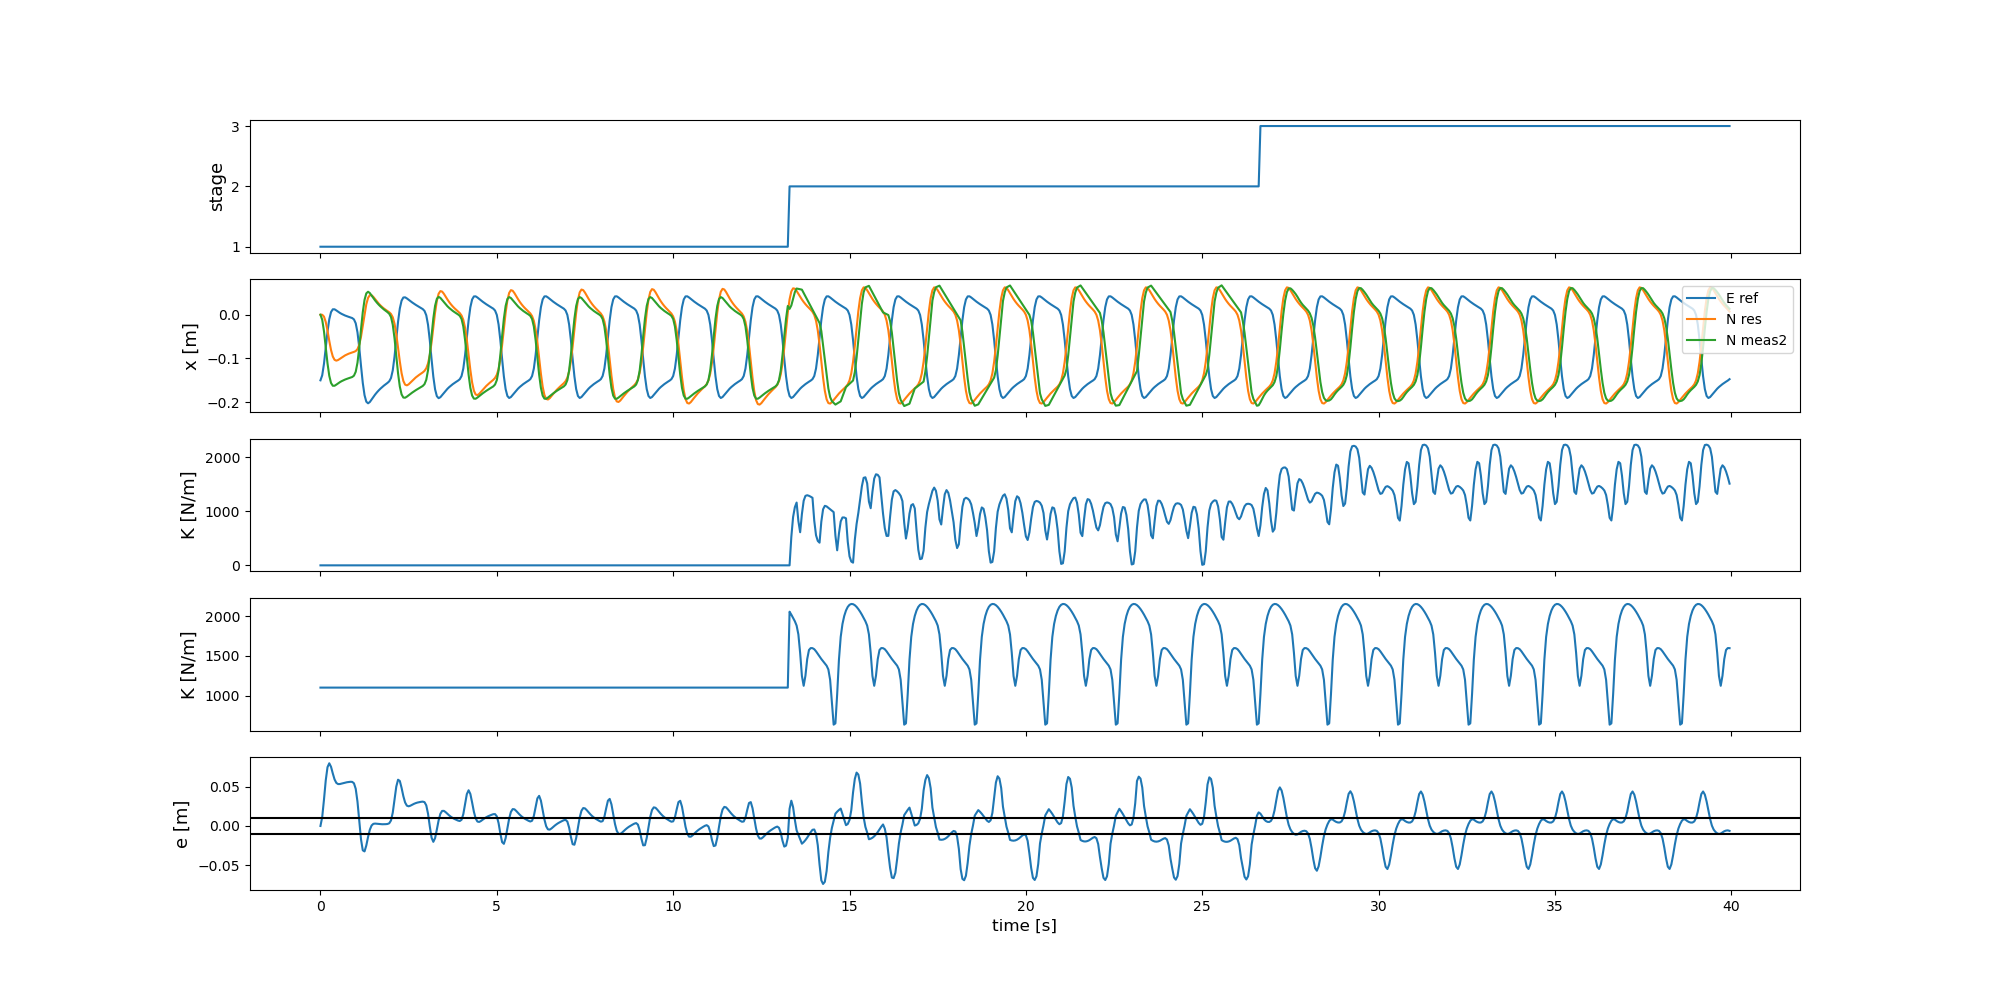 3
2
1
stage
0.0
−0.1
−0.2
x [m]
E ref
N res
N meas2
2000
1000
0
K [N/m]
2000
1500
1000
K [N/m]
0.05
0.00
−0.05
e [m]
0 5 10 15 20 25 30 35 40
time [s]